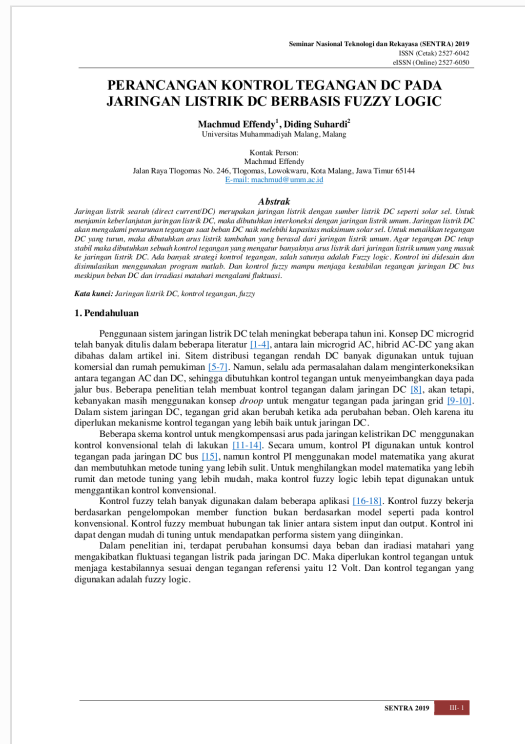 Seminar Nasional Teknologi dan Rekayasa (SENTRA) 2019
ISSN (Cetak) 2527-6042
eISSN (Online) 2527-6050
PERANCANGAN KONTROL TEGANGAN DC PADA
JARINGAN LISTRIK DC BERBASIS FUZZY LOGIC
Machmud Effendy1, Diding Suhardi2
Universitas Muhammadiyah Malang, Malang
Kontak Person:
Machmud Effendy
Jalan Raya Tlogomas No. 246, Tlogomas, Lowokwaru, Kota Malang, Jawa Timur 65144
E-mail: machmud@umm.ac.id
Abstrak
Jaringan listrik searah (direct current/DC) merupakan jaringan listrik dengan sumber listrik DC seperti solar sel. Untuk
menjamin keberlanjutan jaringan listrik DC, maka dibutuhkan interkoneksi dengan jaringan listrik umum. Jaringan listrik DC
akan mengalami penurunan tegangan saat beban DC naik melebihi kapasitas maksimum solar sel. Untuk menaikkan tegangan
DC yang turun, maka dibutuhkan arus listrik tambahan yang berasal dari jaringan listrik umum. Agar tegangan DC tetap
stabil maka dibutuhkan sebuah kontrol tegangan yang mengatur banyaknya arus listrik dari jaringan listrik umum yang masuk
ke jaringan listrik DC. Ada banyak strategi kontrol tegangan, salah satunya adalah Fuzzy logic. Kontrol ini didesain dan
disimulasikan menggunakan program matlab. Dan kontrol fuzzy mampu menjaga kestabilan tegangan jaringan DC bus
meskipun beban DC dan irradiasi matahari mengalami fluktuasi.
Kata kunci: Jaringan listrik DC, kontrol tegangan, fuzzy
1. Pendahuluan
Penggunaan sistem jaringan listrik DC telah meningkat beberapa tahun ini. Konsep DC microgrid
telah banyak ditulis dalam beberapa literatur [1-4], antara lain microgrid AC, hibrid AC-DC yang akan
dibahas dalam artikel ini. Sitem distribusi tegangan rendah DC banyak digunakan untuk tujuan
komersial dan rumah pemukiman [5-7]. Namun, selalu ada permasalahan dalam menginterkoneksikan
antara tegangan AC dan DC, sehingga dibutuhkan kontrol tegangan untuk menyeimbangkan daya pada
jalur bus. Beberapa penelitian telah membuat kontrol tegangan dalam jaringan DC [8], akan tetapi,
kebanyakan masih menggunakan konsep droop untuk mengatur tegangan pada jaringan grid [9-10].
Dalam sistem jaringan DC, tegangan grid akan berubah ketika ada perubahan beban. Oleh karena itu
diperlukan mekanisme kontrol tegangan yang lebih baik untuk jaringan DC.
Beberapa skema kontrol untuk mengkompensasi arus pada jaringan kelistrikan DC menggunakan
kontrol konvensional telah di lakukan [11-14]. Secara umum, kontrol PI digunakan untuk kontrol
tegangan pada jaringan DC bus [15], namun kontrol PI menggunakan model matematika yang akurat
dan membutuhkan metode tuning yang lebih sulit. Untuk menghilangkan model matematika yang lebih
rumit dan metode tuning yang lebih mudah, maka kontrol fuzzy logic lebih tepat digunakan untuk
menggantikan kontrol konvensional.
Kontrol fuzzy telah banyak digunakan dalam beberapa aplikasi [16-18]. Kontrol fuzzy bekerja
berdasarkan pengelompokan member function bukan berdasarkan model seperti pada kontrol
konvensional. Kontrol fuzzy membuat hubungan tak linier antara sistem input dan output. Kontrol ini
dapat dengan mudah di tuning untuk mendapatkan performa sistem yang diinginkan.
Dalam penelitian ini, terdapat perubahan konsumsi daya beban dan iradiasi matahari yang
mengakibatkan fluktuasi tegangan listrik pada jaringan DC. Maka diperlukan kontrol tegangan untuk
menjaga kestabilannya sesuai dengan tegangan referensi yaitu 12 Volt. Dan kontrol tegangan yang
digunakan adalah fuzzy logic.
SENTRA 2019 III- 1